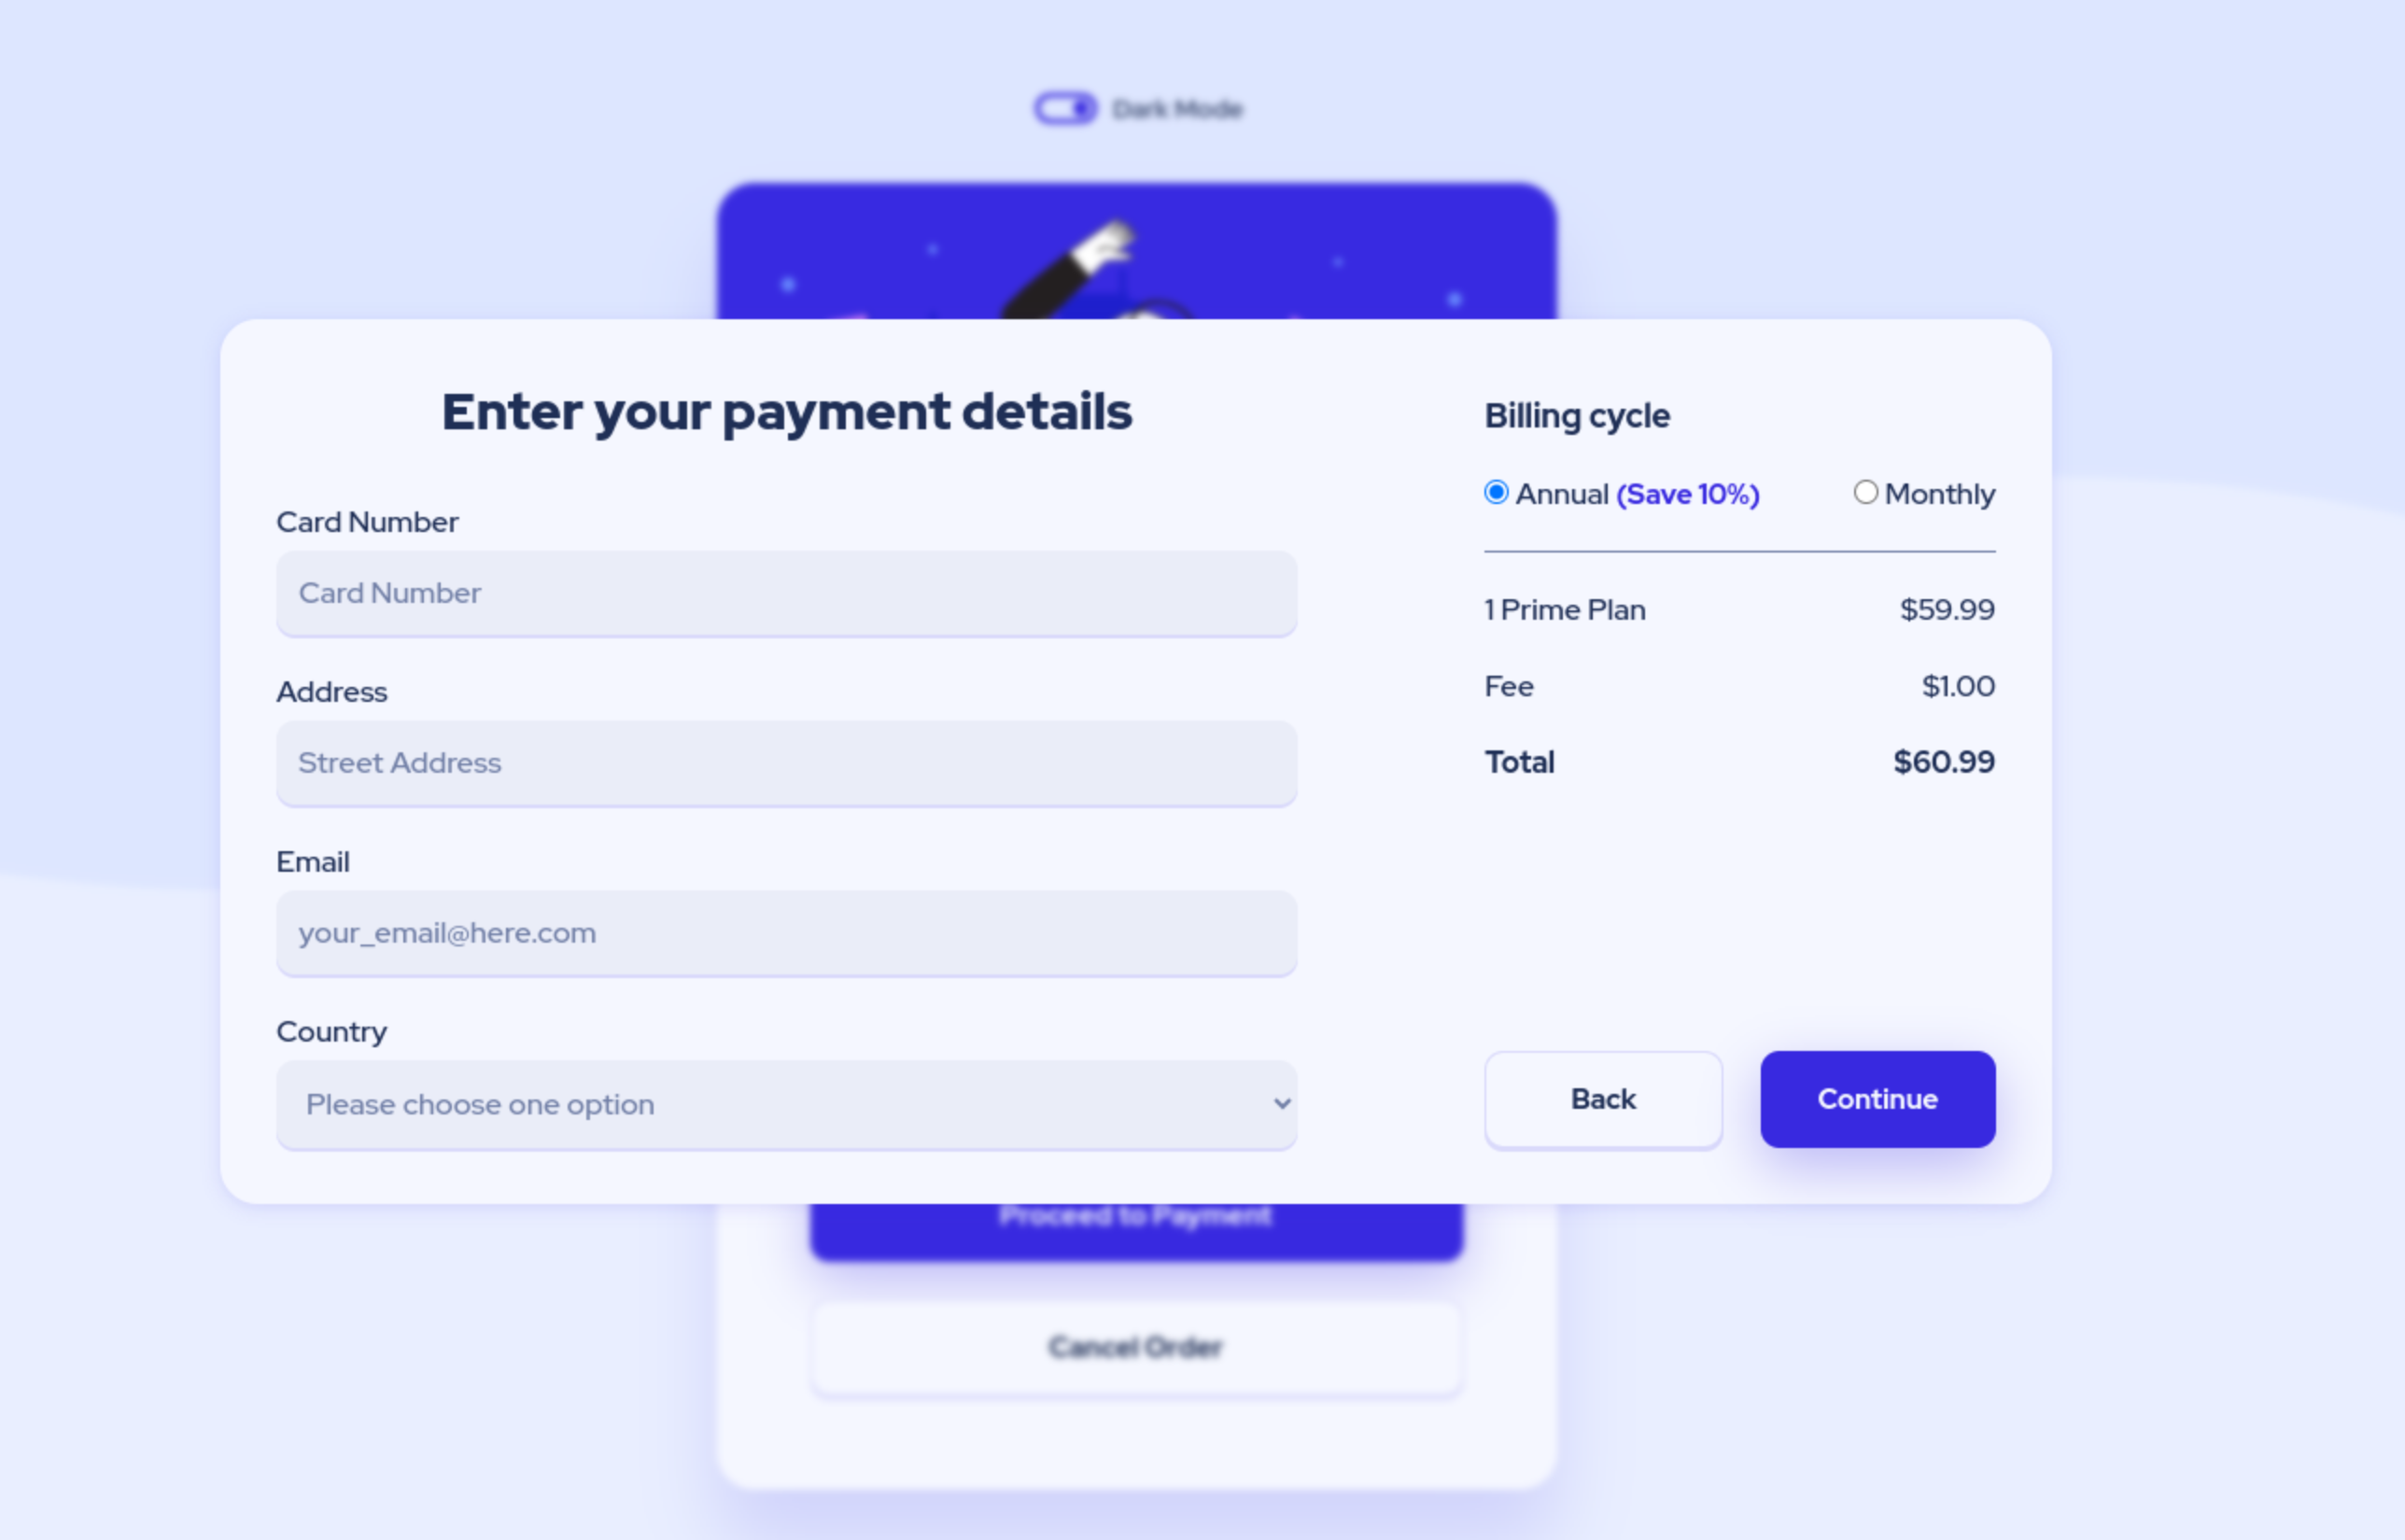 Dark Mode
Enter your payment details
Card Number
Card Number
Address
Street Address
Email
your_email@here.com
Country
Please choose one option
Billing cycle
Annual (Save 10%) Monthly
1 Prime Plan $59.99
Fee $1.00
Total $60.99
Back Continue
Proceed to Payment
Cancel Order